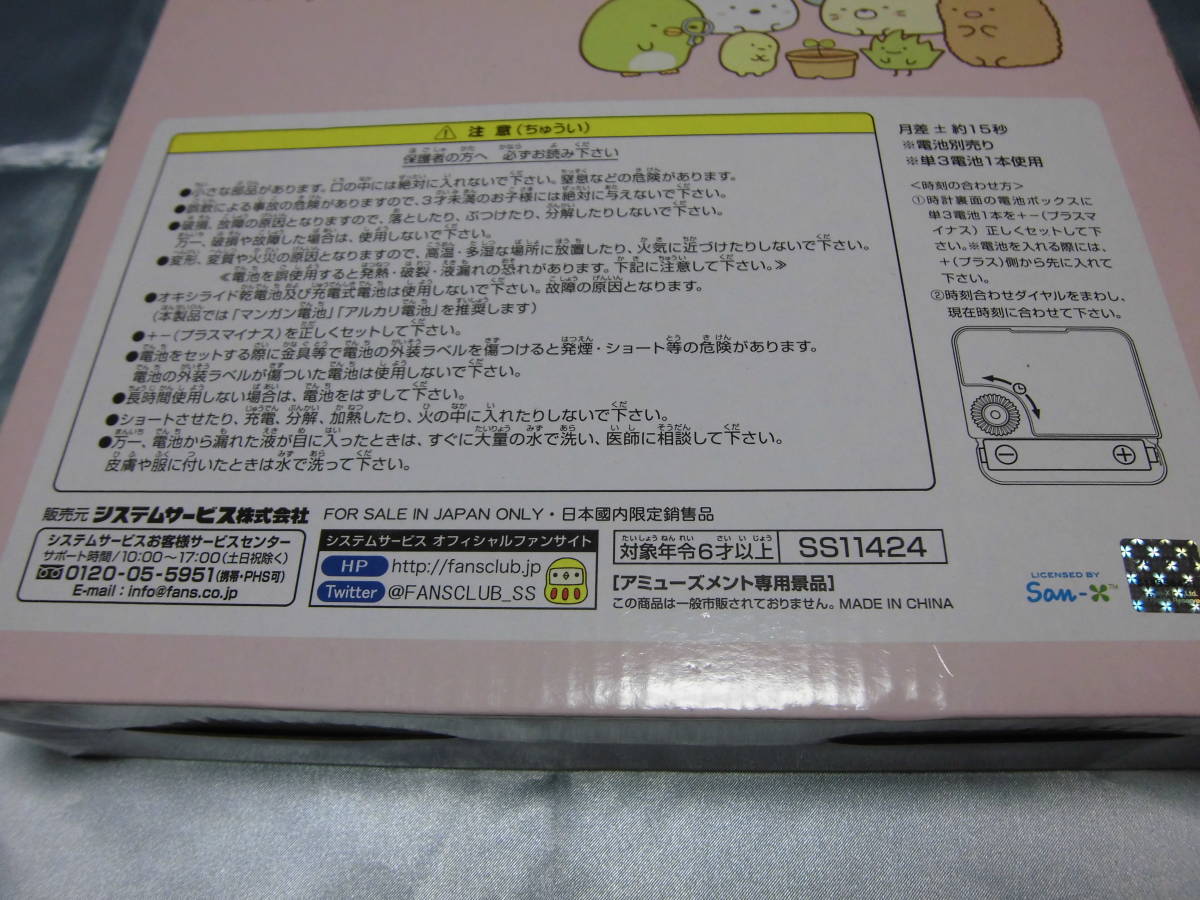 ⚠ 注意(ちゅうい)
保護者の方へ 必ずお読み下さい
●小さな部品があります。口の中には絶対に入れないで下さい。窒息などの危険があります。
●誤飲による事故の危険がありますので、3才未満のお子様には絶対に与えないで下さい。
●破損、故障の原因となりますので、落としたり、ぶつけたり、分解したりしないで下さい。
万一、破損や故障した場合は、使用しないで下さい。
●変形、変質や火災の原因となりますので、高温・多湿な場所に放置したり、火気に近づけたりしないで下さい。
≪電池を誤使用すると発熱・破裂・液漏れの恐れがあります。下記に注意して下さい。≫
●オキシライド乾電池及び充電式電池は使用しないで下さい。故障の原因となります。
(本製品では「マンガン電池」「アルカリ電池」を推奨します)
●+−(プラスマイナス)を正しくセットして下さい。
●電池をセットする際に金具等で電池の外装ラベルを傷つけると発煙・ショート等の危険があります。
電池の外装ラベルが傷ついた電池は使用しないで下さい。
●長時間使用しない場合は、電池をはずして下さい。
●ショートさせたり、充電、分解、加熱したり、火の中に入れたりしないで下さい。
●万一、電池から漏れた液が目に入ったときは、すぐに大量の水で洗い、医師に相談して下さい。
皮膚や服に付いたときは水で洗って下さい。
月差±約15秒
※電池別売り
※単3電池1本使用
<時刻の合わせ方>
①時計裏面の電池ボックスに
単3電池1本を+−(プラスマ
イナス)正しくセットして下
さい。※電池を入れる際には、
+(プラス)側から先に入れて
下さい。
②時刻合わせダイヤルをまわし、
現在時刻に合わせて下さい。
販売元 システムサービス株式会社 FOR SALE IN JAPAN ONLY・日本國内限定銷售品
システムサービスお客様サービスセンター
サポート時間/10:00〜17:00(土日祝除く)
0120-05-5951(携帯・PHS可)
E-mail:info@fans.co.jp
システムサービス オフィシャルファンサイト
HP http://fansclub.jp
Twitter @FANSCLUB_SS
対象年令6才以上 SS11424
[アミューズメント専用景品]
この商品は一般市販されておりません。MADE IN CHINA
LICENSED BY
San-X™